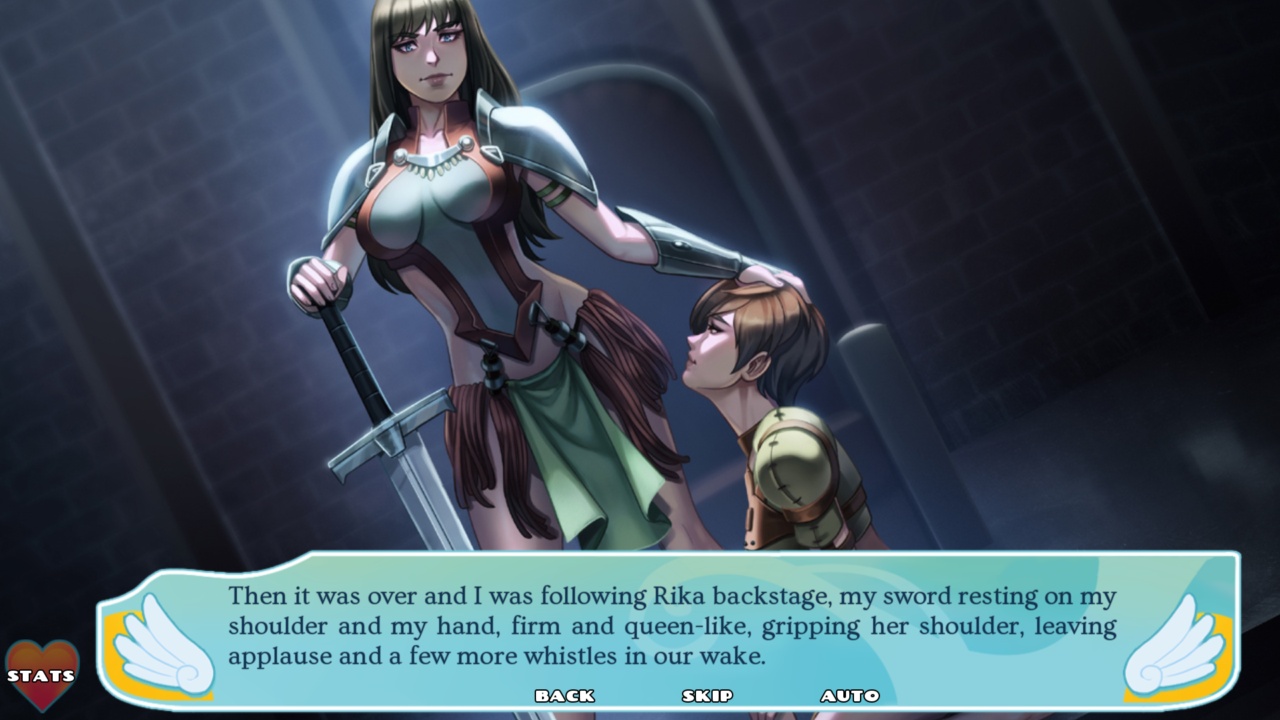 Then it was over and I was following Rika backstage, my sword resting on my
shoulder and my hand, firm and queen-like, gripping her shoulder, leaving
applause and a few more whistles in our wake.
STATS
BACK SKIP AUTO